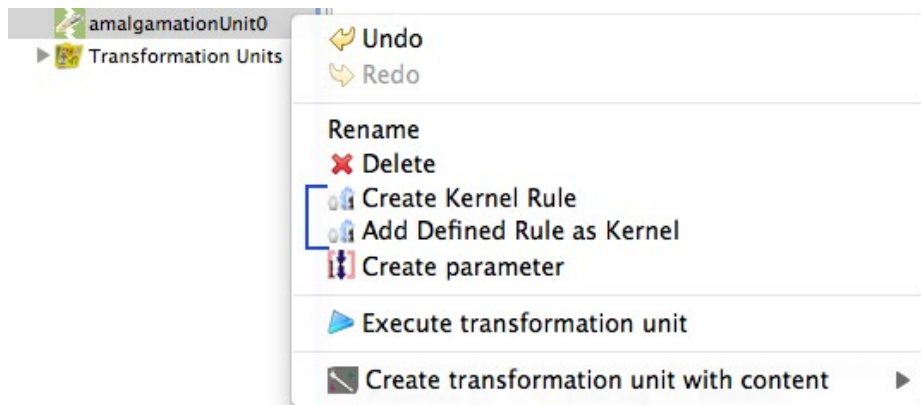 amalgamationUnit0
Transformation Units
Undo
Redo
Rename
Delete
Create Kernel Rule
Add Defined Rule as Kernel
Create parameter
Execute transformation unit
Create transformation unit with content